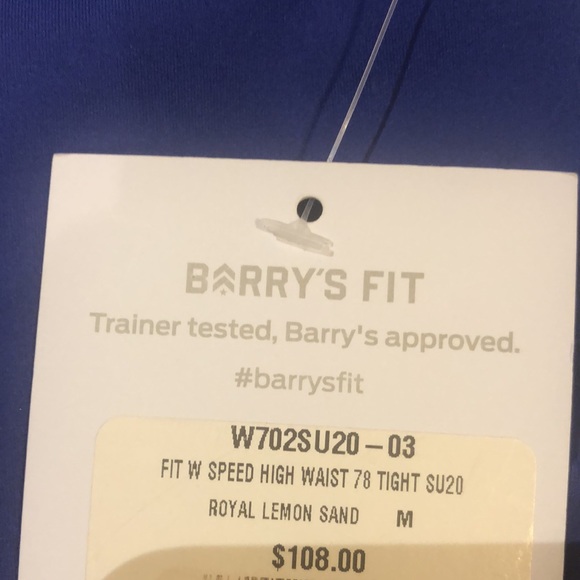 BARRY'S FIT
Trainer tested, Barry's approved.
#barrysfit
W702SU20-03
FIT W SPEED HIGH WAIST 78 TIGHT SU20
ROYAL LEMON SAND M
$108.00